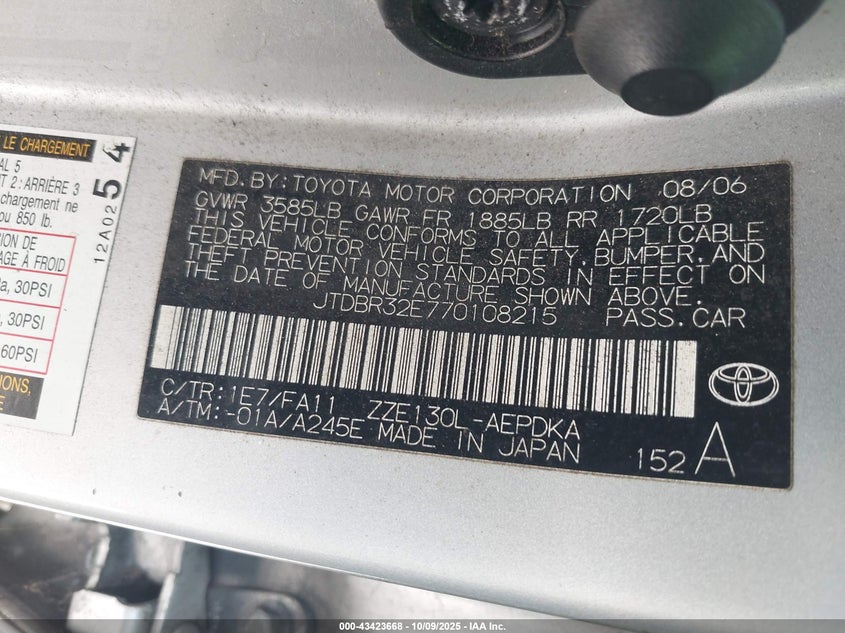 LE CHARGEMENT
AL 5
T 2: ARRIÈRE 3
chargement ne
ou 850 lb.
ION DE
AGE À FROID
a, 30PSI
, 30PSI
60PSI
IONS,
E
12A02 54
MFD.BY:TOYOTA MOTOR CORPORATION 08/06
GVWR 3585LB GAWR FR 1885LB RR 1720LB
THIS VEHICLE CONFORMS TO ALL APPLICABLE
FEDERAL MOTOR VEHICLE SAFETY,BUMPER,AND
THEFT PREVENTION STANDARDS IN EFFECT ON
THE DATE OF MANUFACTURE SHOWN ABOVE.
JTDBR32E770108215 PASS.CAR
C/TR:1E7/FA11 ZZE130L-AEPDKA
A/TM:-01A/A245E MADE IN JAPAN
152 A
000-43423668 - 10/09/2025 - IAA Inc.